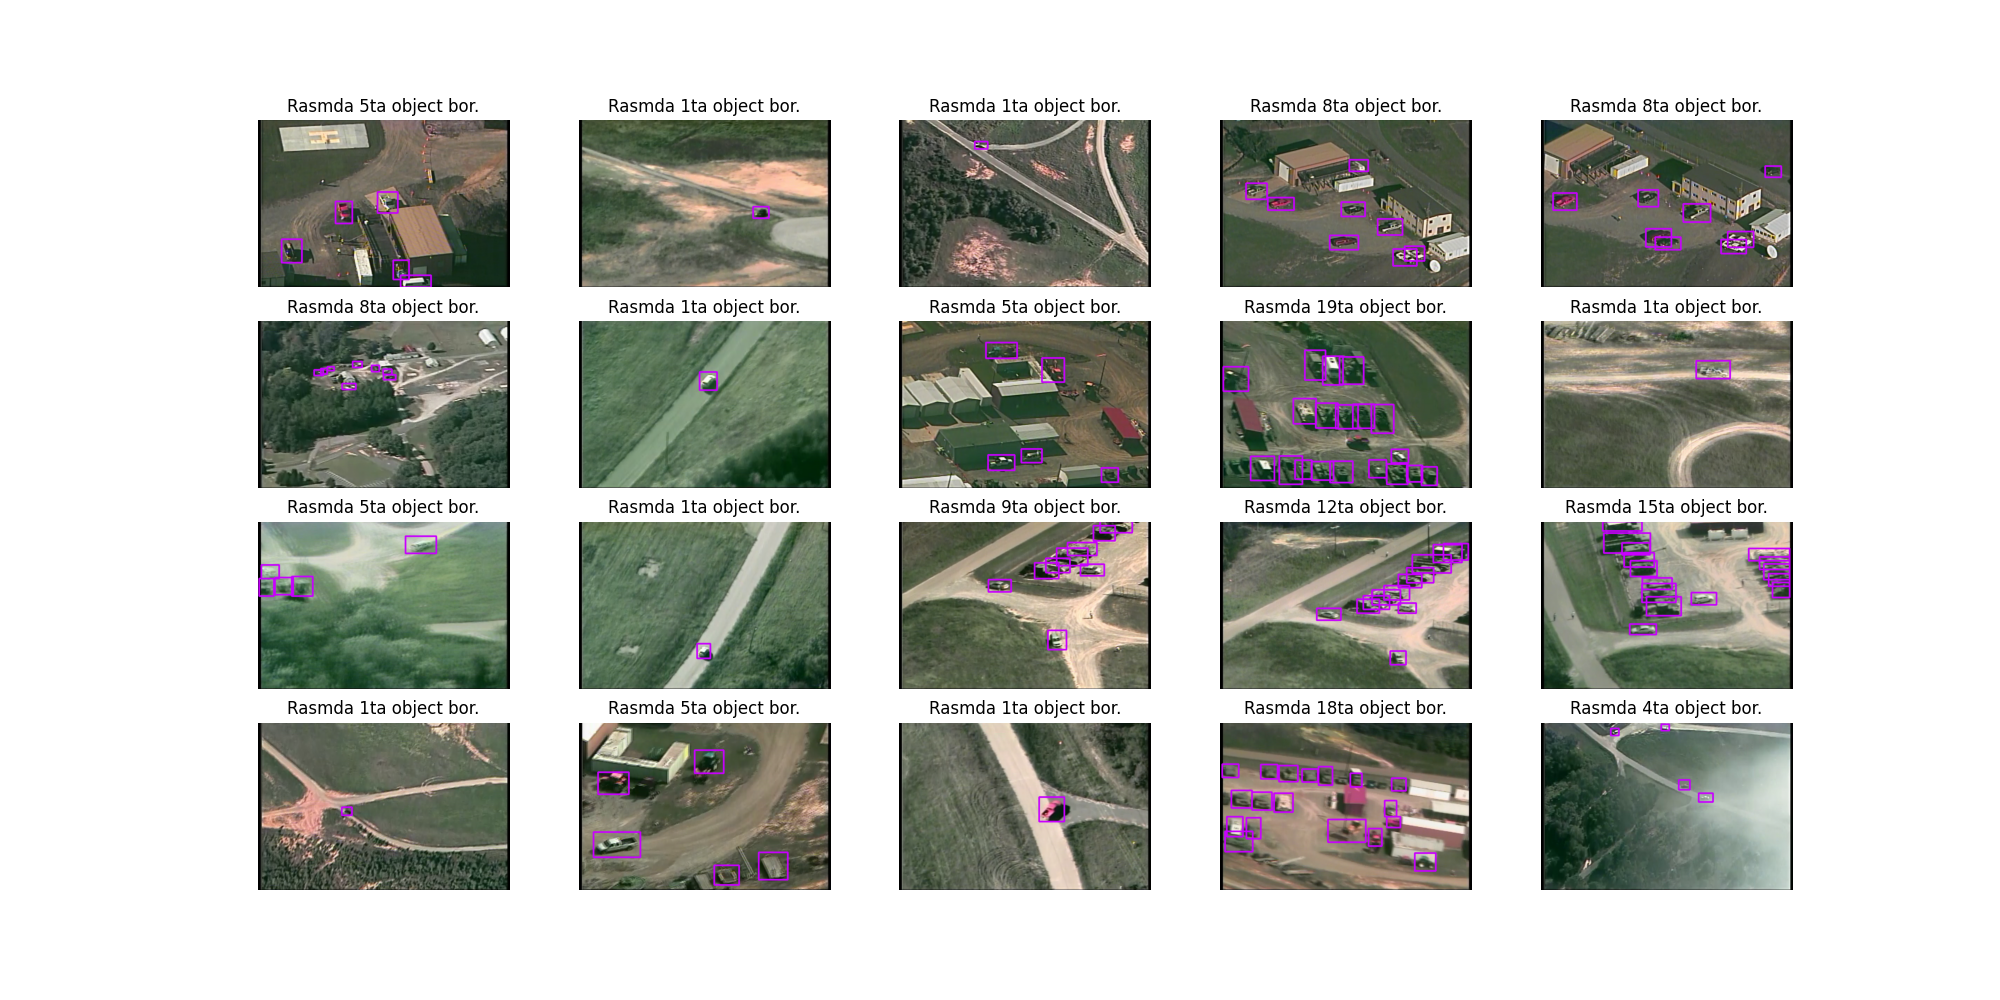 Rasmda 5ta object bor.
Rasmda 1ta object bor.
Rasmda 1ta object bor.
Rasmda 8ta object bor.
Rasmda 8ta object bor.
Rasmda 8ta object bor.
Rasmda 1ta object bor.
Rasmda 5ta object bor.
Rasmda 19ta object bor.
Rasmda 1ta object bor.
Rasmda 5ta object bor.
Rasmda 1ta object bor.
Rasmda 9ta object bor.
Rasmda 12ta object bor.
Rasmda 15ta object bor.
Rasmda 1ta object bor.
Rasmda 5ta object bor.
Rasmda 1ta object bor.
Rasmda 18ta object bor.
Rasmda 4ta object bor.